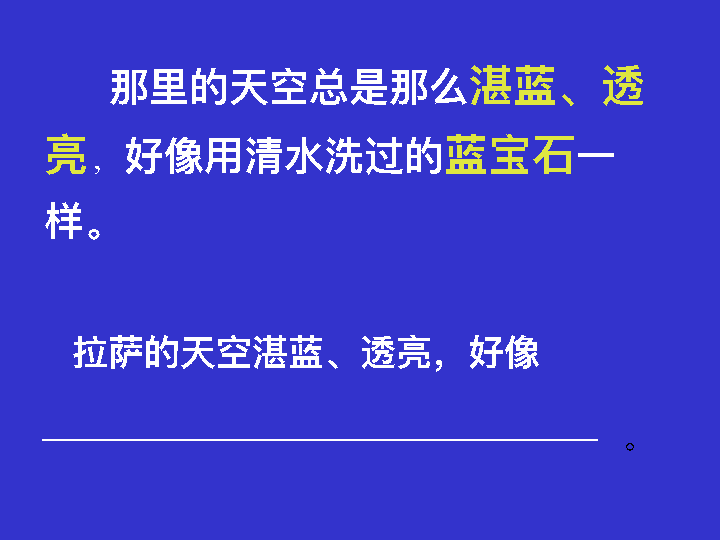 那里的天空总是那么湛蓝、透
亮，好像用清水洗过的蓝宝石一
样。
拉萨的天空湛蓝、透亮，好像
。